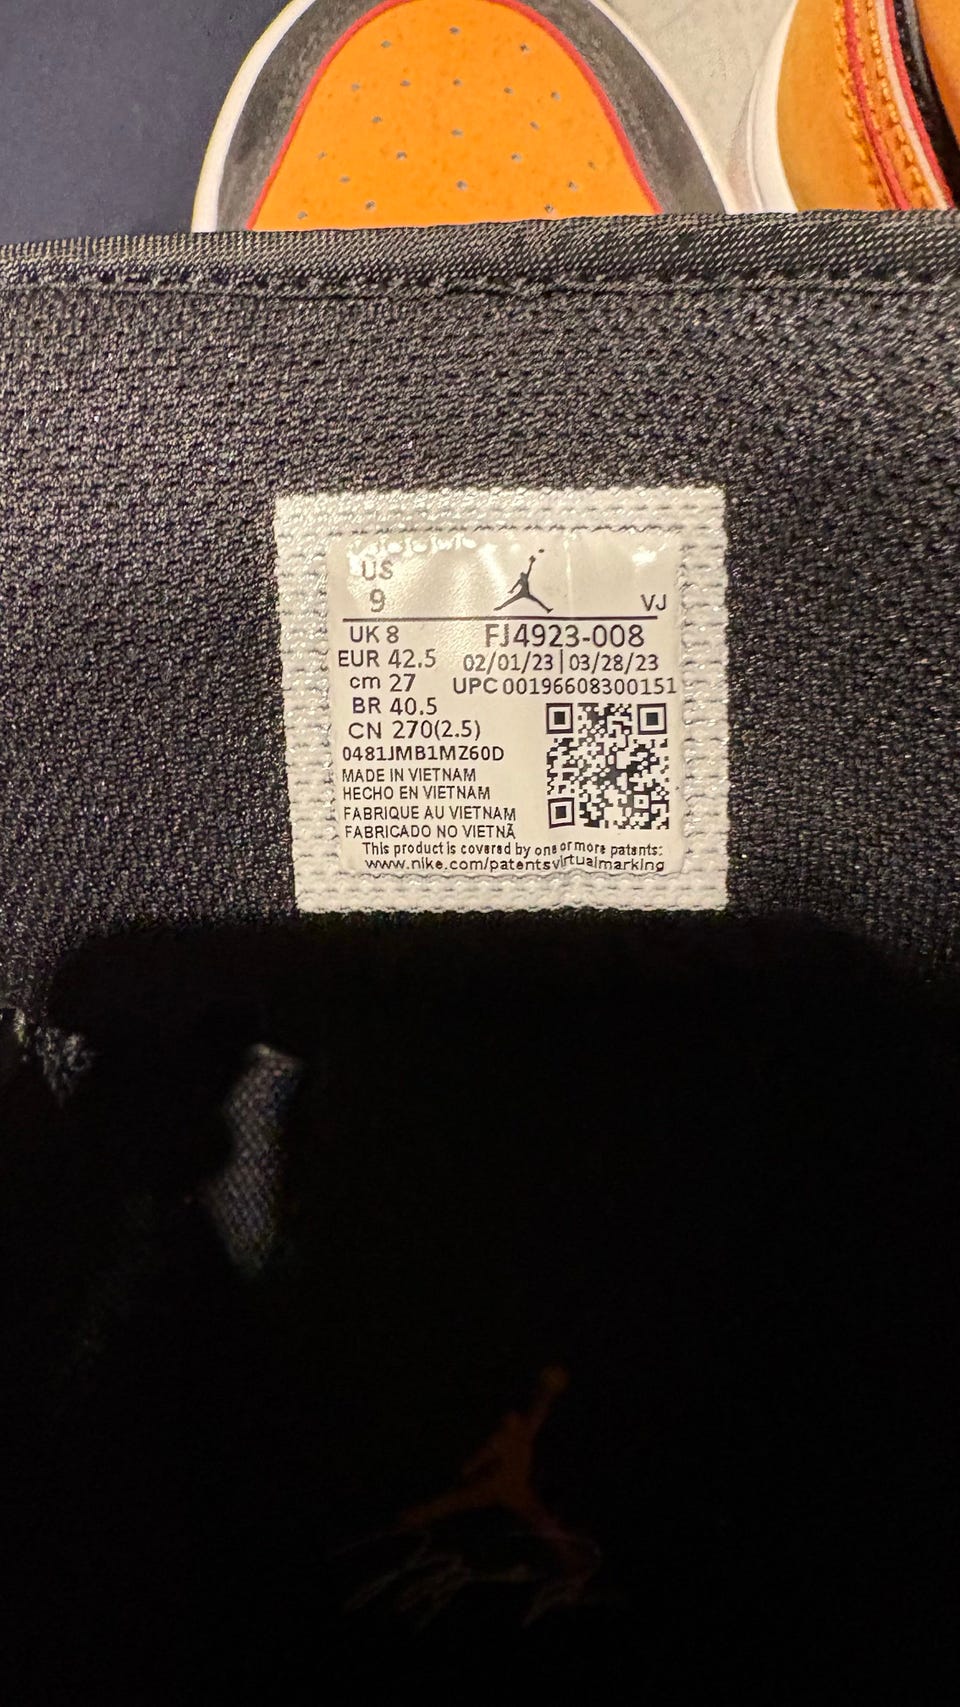 US
9
VJ
UK 8
FJ4923-008
EUR 42.5
02/01/23 | 03/28/23
cm 27
UPC 00196608300151
BR 40.5
CN 270(2.5)
0481JMB1MZ60D
MADE IN VIETNAM
HECHO EN VIETNAM
FABRIQUE AU VIETNAM
FABRICADO NO VIETNÃ
This product is covered by one or more patents:
www.nike.com/patentsvirtualmarking